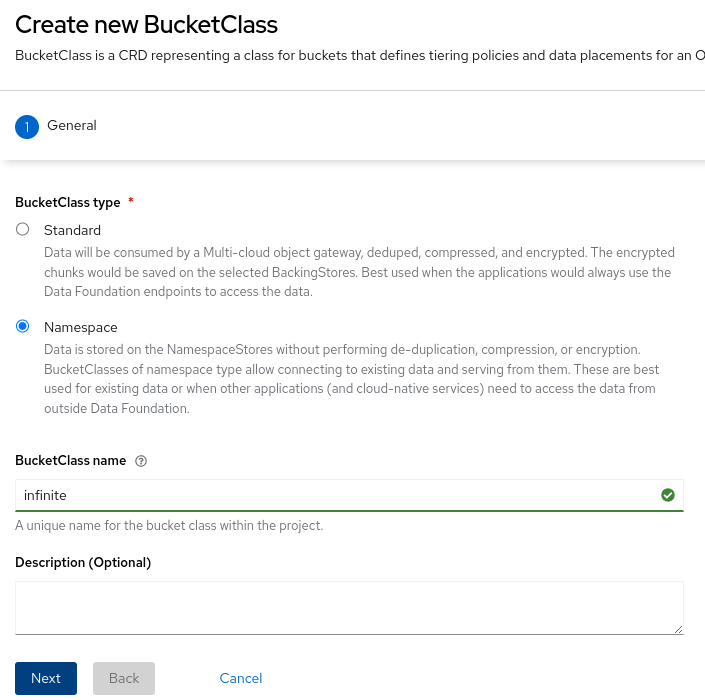 Create new BucketClass
BucketClass is a CRD representing a class for buckets that defines tiering policies and data placements for an O
1 General
BucketClass type *
Standard
Data will be consumed by a Multi-cloud object gateway, deduped, compressed, and encrypted. The encrypted
chunks would be saved on the selected BackingStores. Best used when the applications would always use the
Data Foundation endpoints to access the data.
Namespace
Data is stored on the NamespaceStores without performing de-duplication, compression, or encryption.
BucketClasses of namespace type allow connecting to existing data and serving from them. These are best
used for existing data or when other applications (and cloud-native services) need to access the data from
outside Data Foundation.
BucketClass name ?
infinite
A unique name for the bucket class within the project.
Description (Optional)
Next Back Cancel